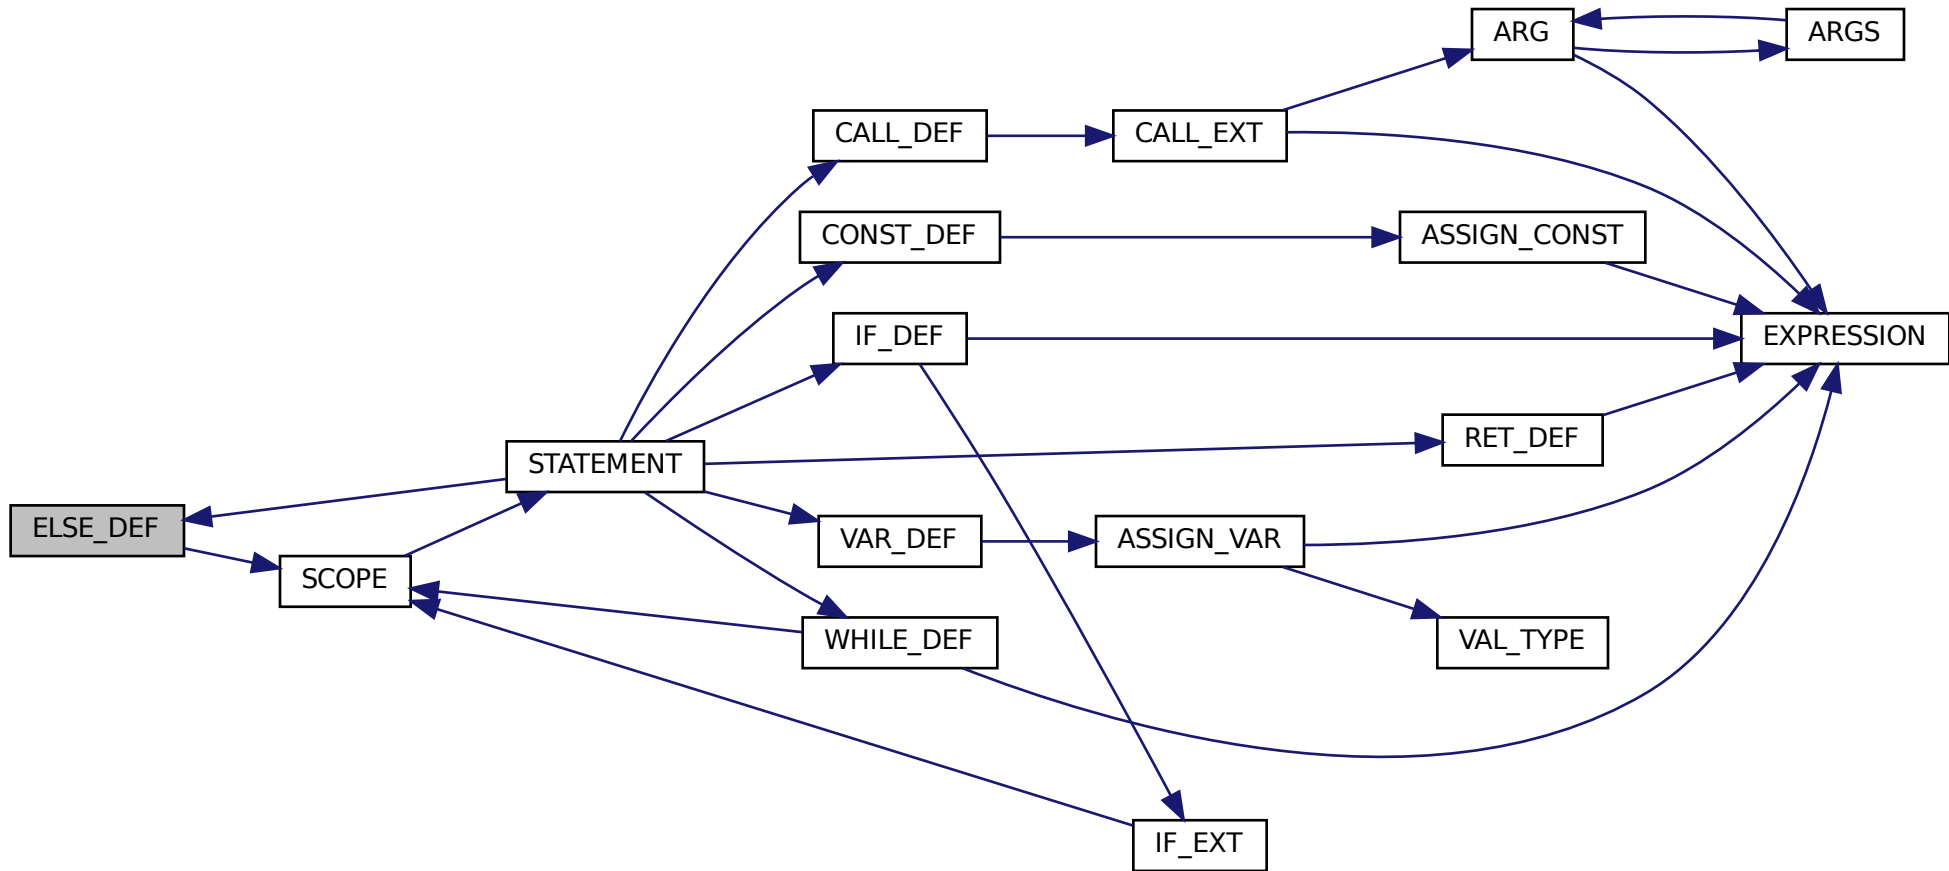 ARG
ARGS
CALL_DEF
CALL_EXT
CONST_DEF
ASSIGN_CONST
IF_DEF
EXPRESSION
STATEMENT
RET_DEF
ELSE_DEF
SCOPE
VAR_DEF
ASSIGN_VAR
WHILE_DEF
VAL_TYPE
IF_EXT